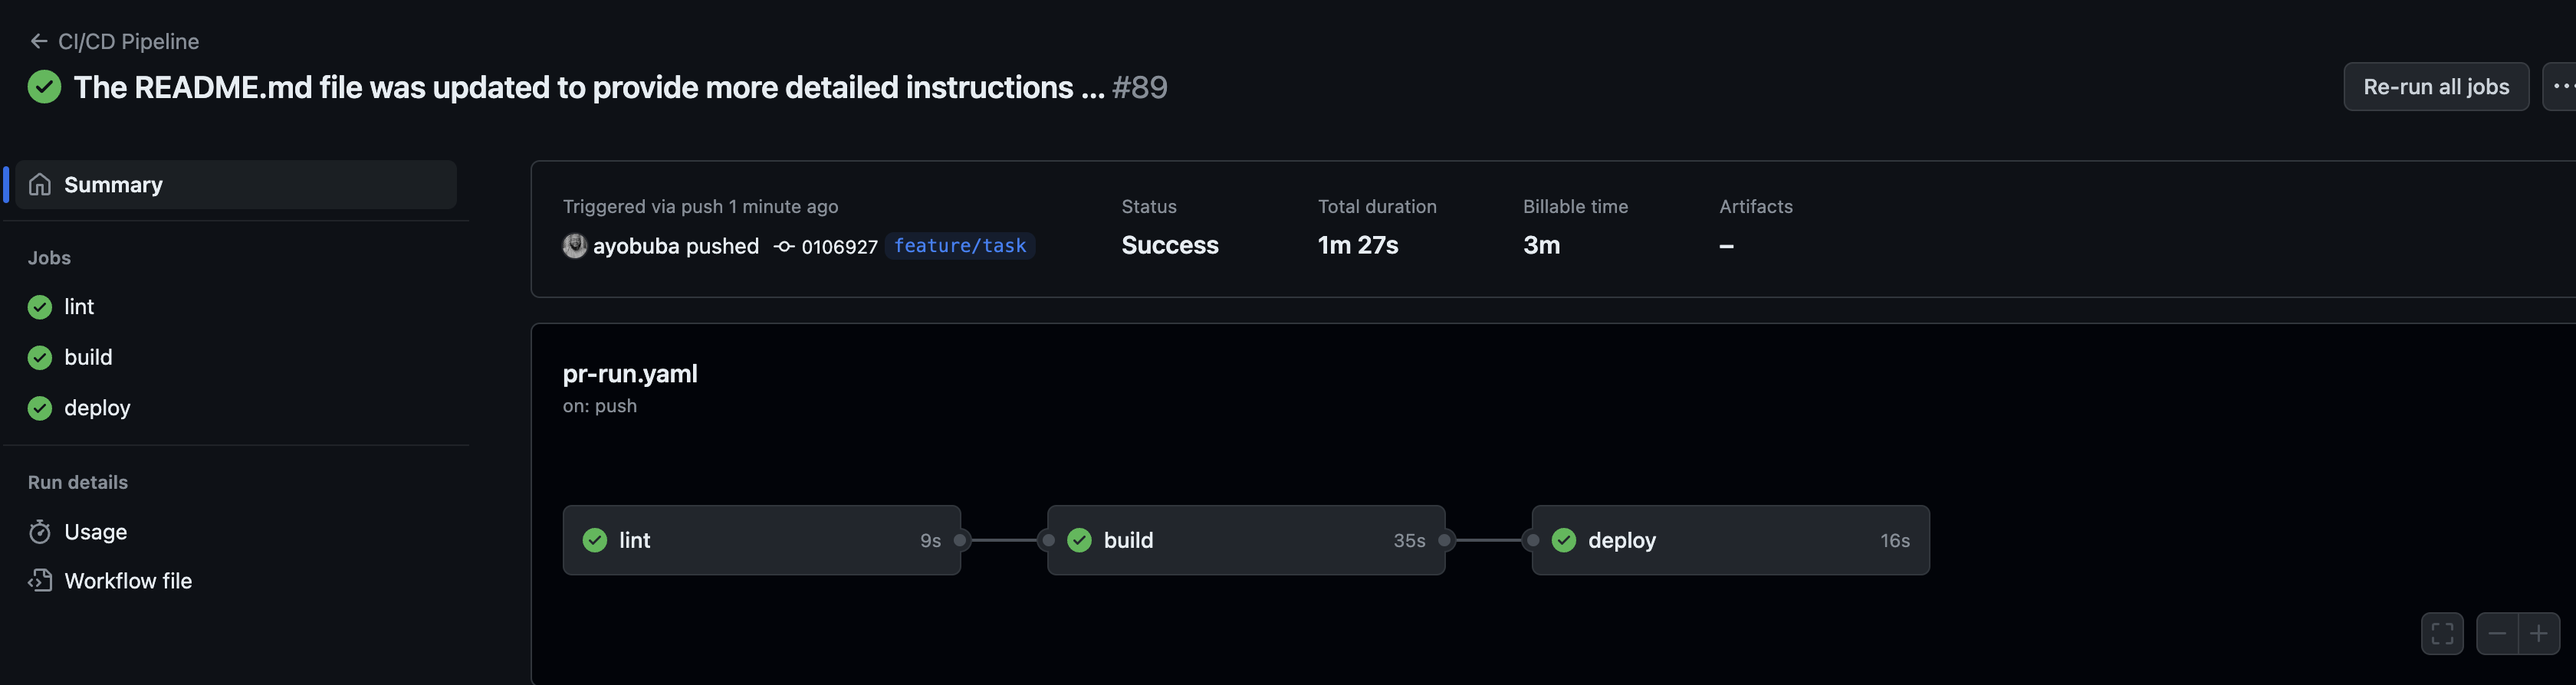 CI/CD Pipeline
The README.md file was updated to provide more detailed instructions ... #89
Re-run all jobs
Summary
Jobs
lint
build
deploy
Run details
Usage
Workflow file
Triggered via push 1 minute ago
ayobuba pushed 0106927 feature/task
Status
Success
Total duration
1m 27s
Billable time
3m
Artifacts
–
pr-run.yaml
on: push
lint 9s
build 35s
deploy 16s